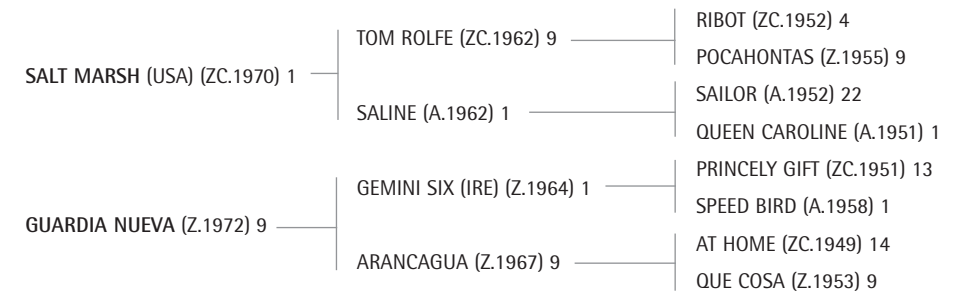 RIBOT (ZC.1952) 4
TOM ROLFE (ZC.1962) 9
POCAHONTAS (Z.1955) 9
SALT MARSH (USA) (ZC.1970) 1
SAILOR (A.1952) 22
SALINE (A.1962) 1
QUEEN CAROLINE (A.1951) 1
PRINCELY GIFT (ZC.1951) 13
GEMINI SIX (IRE) (Z.1964) 1
SPEED BIRD (A.1958) 1
GUARDIA NUEVA (Z.1972) 9
AT HOME (ZC.1949) 14
ARANCAGUA (Z.1967) 9
QUE COSA (Z.1953) 9